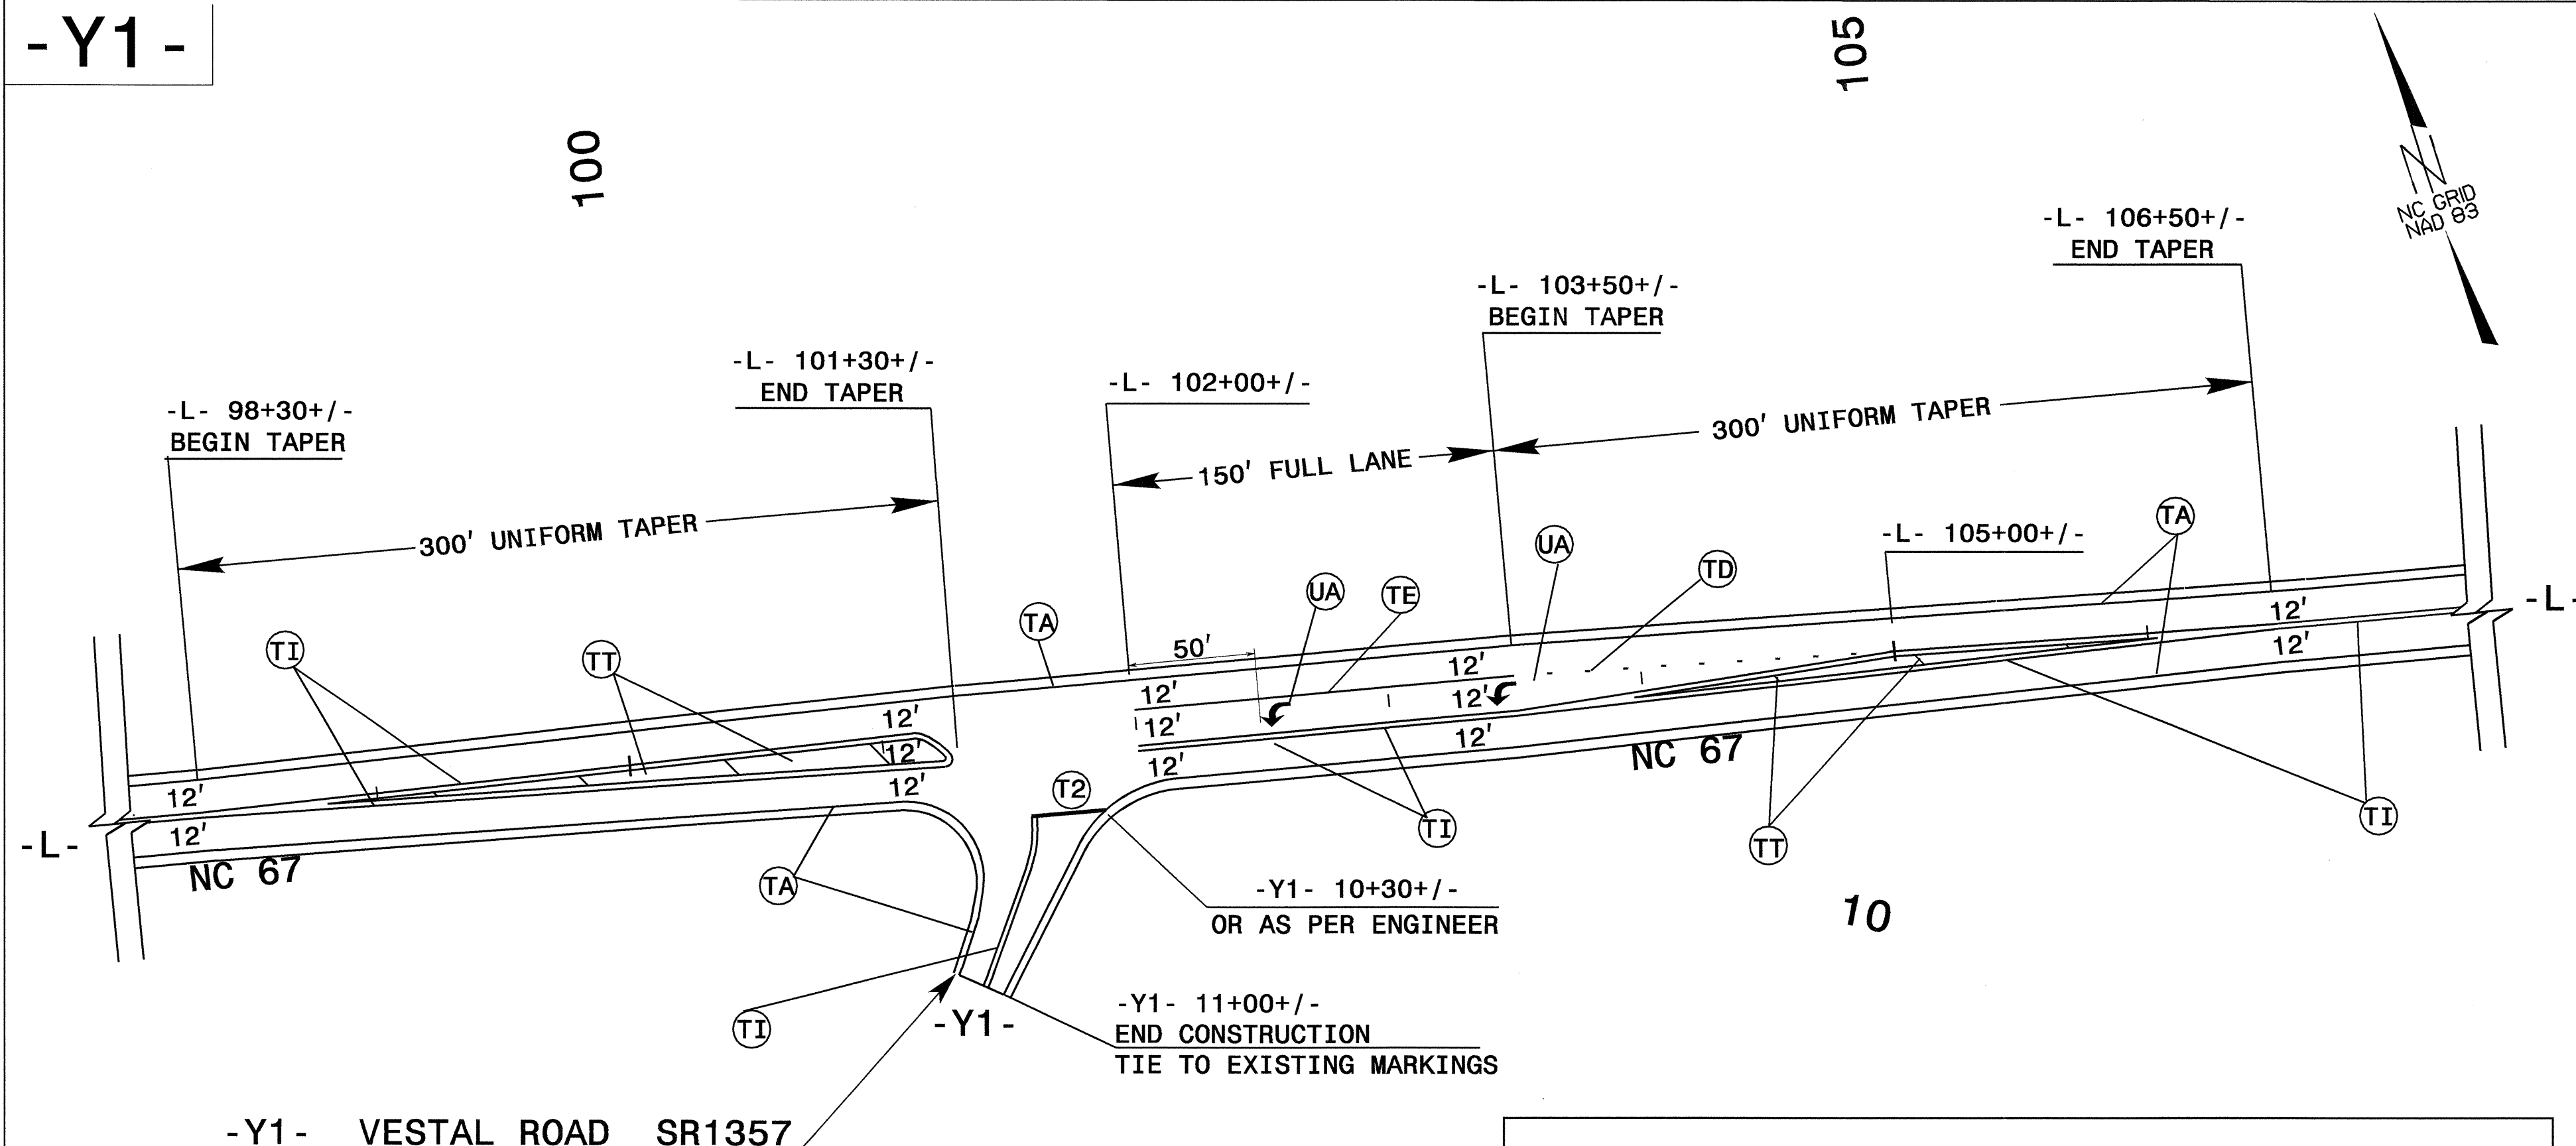 -Y1-
100
105
N
NC GRID
NAD 83
-L- 106+50+/-
END TAPER
-L- 103+50+/-
BEGIN TAPER
-L- 101+30+/-
END TAPER
-L- 102+00+/-
-L- 98+30+/-
BEGIN TAPER
300' UNIFORM TAPER
150' FULL LANE
300' UNIFORM TAPER
-L- 105+00+/-
TA
UA
TD
UA
TE
TA
50'
TI
TT
12'
12'
12'
12'
12'
12'
12'
12'
12'
12'
12'
12'
12'
12'
-L-
-L-
NC 67
NC 67
T2
TI
TT
TI
TA
TI
10
-Y1- 10+30+/-
OR AS PER ENGINEER
-Y1-
-Y1- 11+00+/-
END CONSTRUCTION
TIE TO EXISTING MARKINGS
-Y1- VESTAL ROAD SR1357